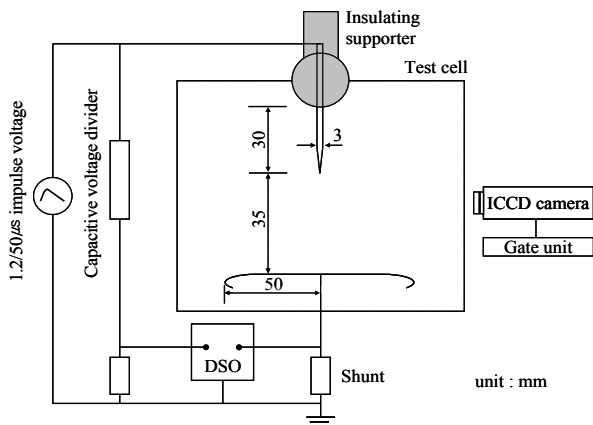 Insulating
supporter
Test cell
30
3
1.2/50㎲ impulse voltage
Capacitive voltage divider
35
ICCD camera
Gate unit
50
DSO
Shunt
unit : mm